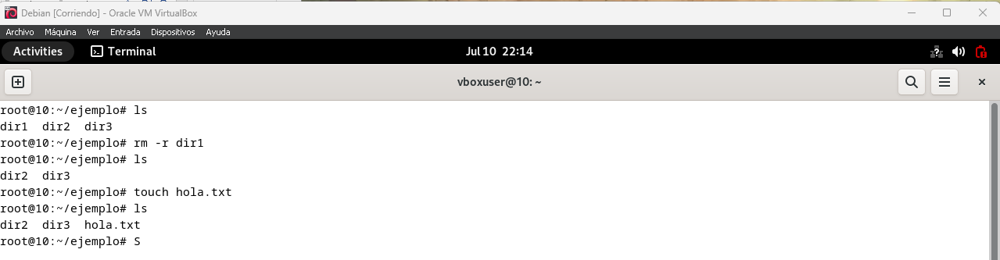 Debian [Corriendo] - Oracle VM VirtualBox
Archivo Máquina Ver Entrada Dispositivos Ayuda
Activities Terminal Jul 10 22:14
vboxuser@10: ~
root@10:~/ejemplo# ls
dir1  dir2  dir3
root@10:~/ejemplo# rm -r dir1
root@10:~/ejemplo# ls
dir2  dir3
root@10:~/ejemplo# touch hola.txt
root@10:~/ejemplo# ls
dir2  dir3  hola.txt
root@10:~/ejemplo# S